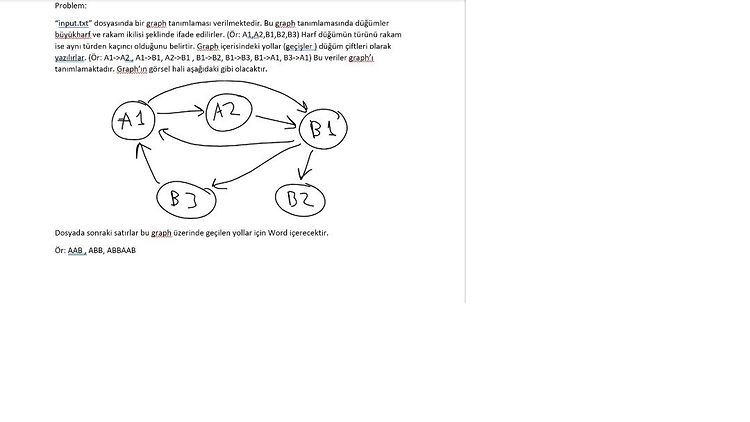 Problem:
"input.txt" dosyasında bir graph tanımlaması verilmektedir. Bu graph tanımlamasında düğümler
büyükharf ve rakam ikilisi şeklinde ifade edilirler. (Ör: A1,A2,B1,B2,B3) Harf düğümün türünü rakam
ise aynı türden kaçıncı olduğunu belirtir. Graph içerisindeki yollar (geçişler ) düğüm çiftleri olarak
yazılırlar. (Ör: A1->A2 , A1->B1, A2->B1 , B1->B2, B1->B3, B1->A1, B3->A1) Bu veriler graph'ı
tanımlamaktadır. Graph'ın görsel hali aşağıdaki gibi olacaktır.
A1
A2
B1
B3
B2
Dosyada sonraki satırlar bu graph üzerinde geçilen yollar için Word içerecektir.
Ör: AAB , ABB, ABBAAB